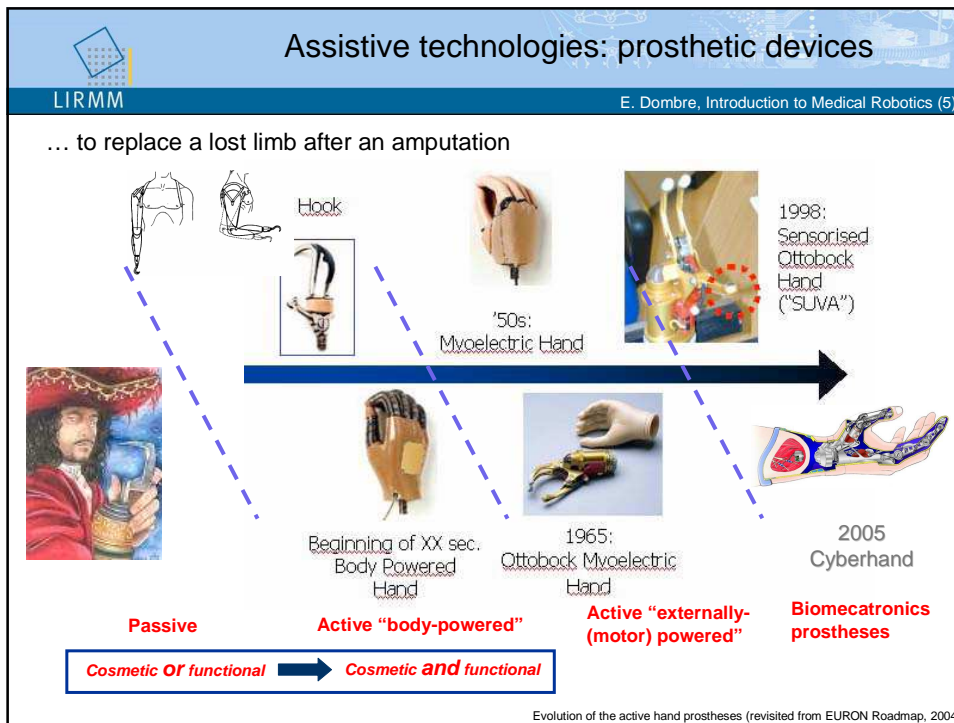 Assistive technologies: prosthetic devices
LIRMM
E. Dombre, Introduction to Medical Robotics (5)
… to replace a lost limb after an amputation
Hook
'50s:
Myoelectric Hand
1998:
Sensorised
Ottobock
Hand
("SUVA")
Beginning of XX sec.
Body Powered
Hand
1965:
Ottobock Myoelectric
Hand
2005
Cyberhand
Passive
Active "body-powered"
Active "externally-
(motor) powered"
Biomecatronics
prostheses
Cosmetic or functional
Cosmetic and functional
Evolution of the active hand prostheses (revisited from EURON Roadmap, 2004